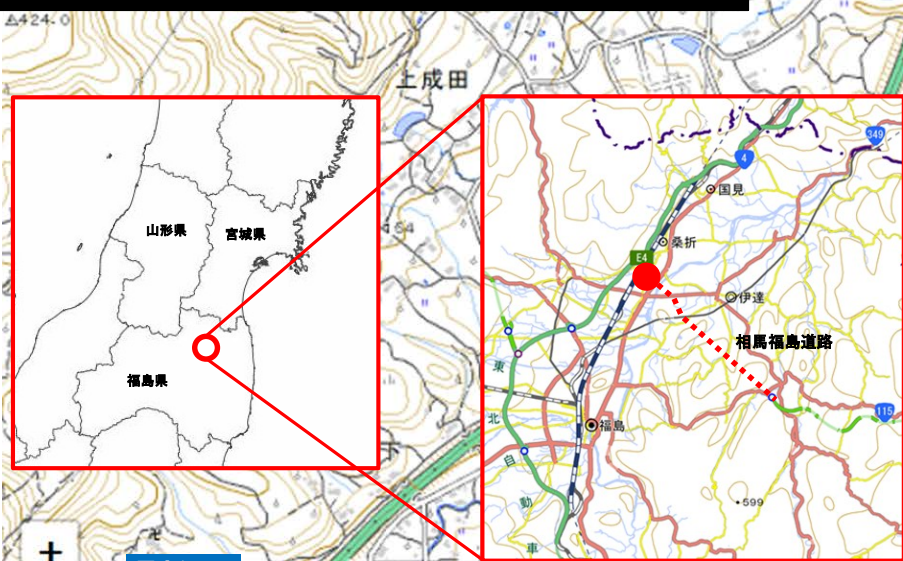 424.0
上成田
164
山形県
宮城県
福島県
349
4
国見
桑折
E4
伊達
相馬福島道路
115
福島
東
北
自
動
車
599
+